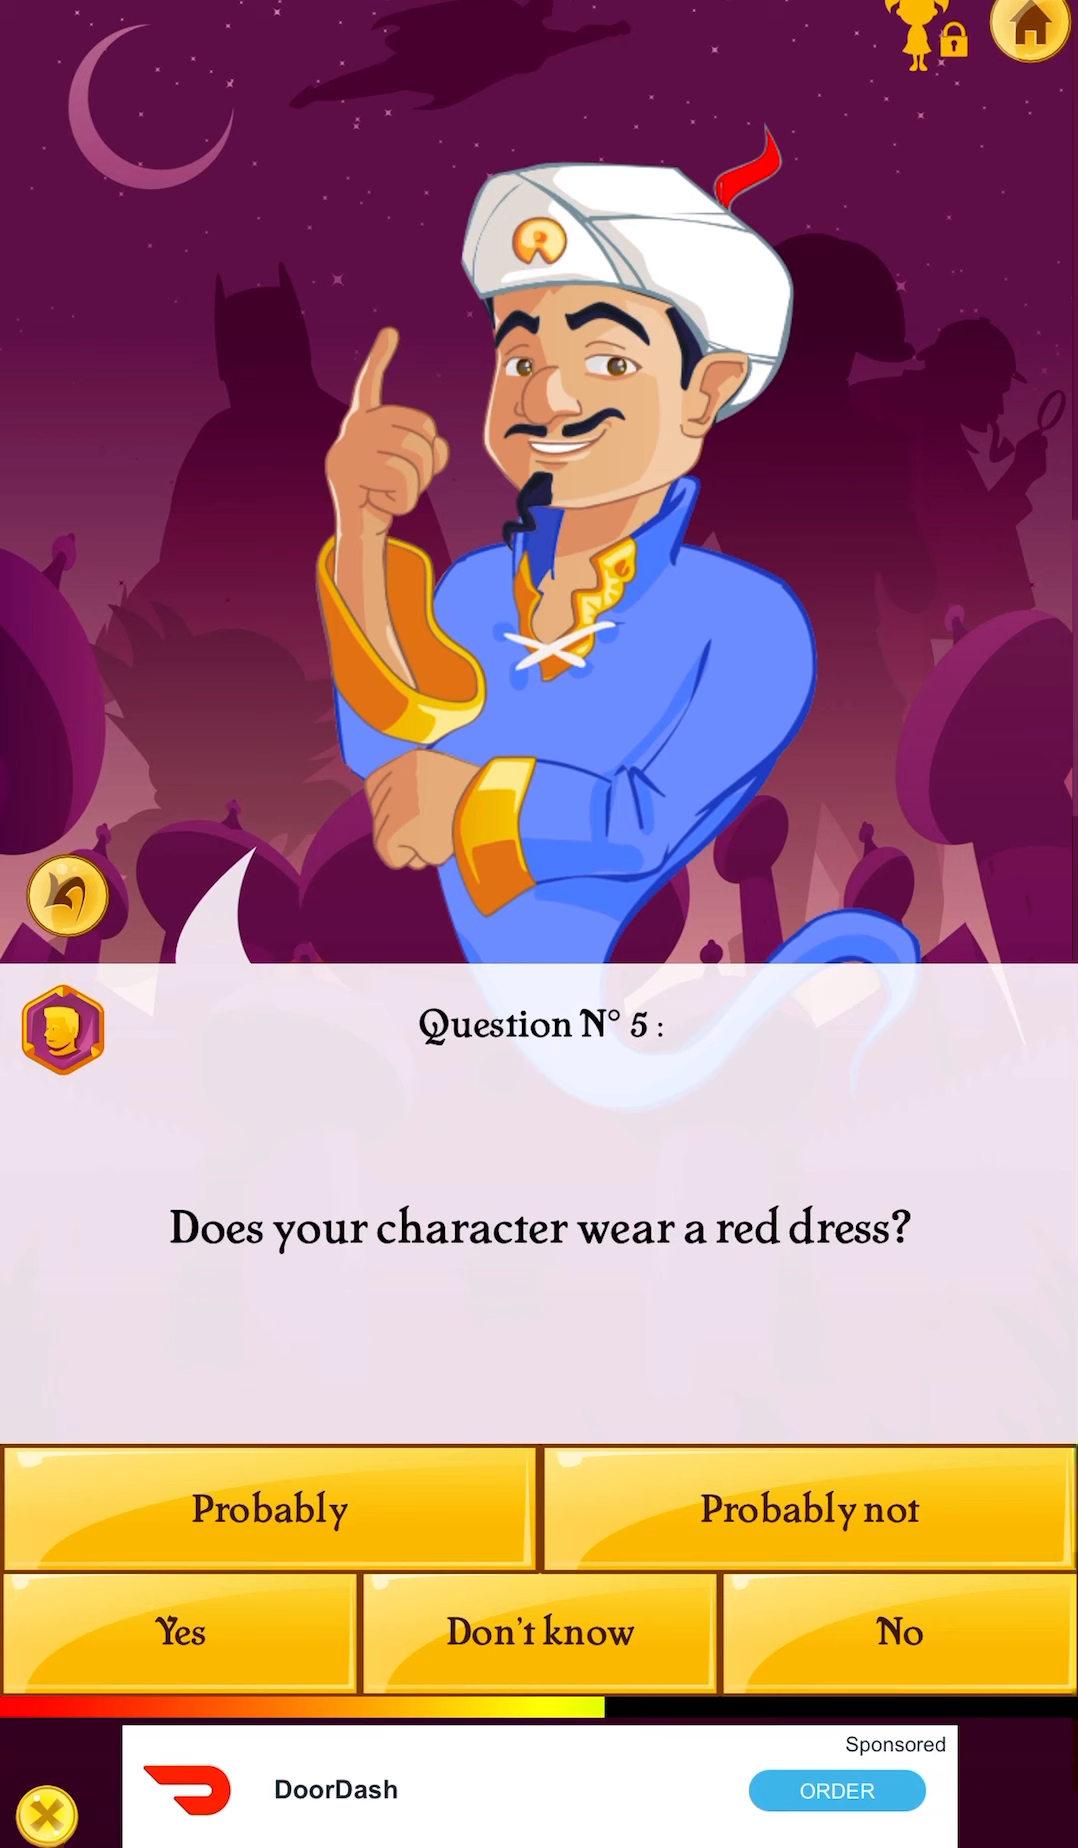 Question N° 5 :
Does your character wear a red dress?
Probably
Probably not
Yes
Don't know
No
Sponsored
DoorDash
ORDER